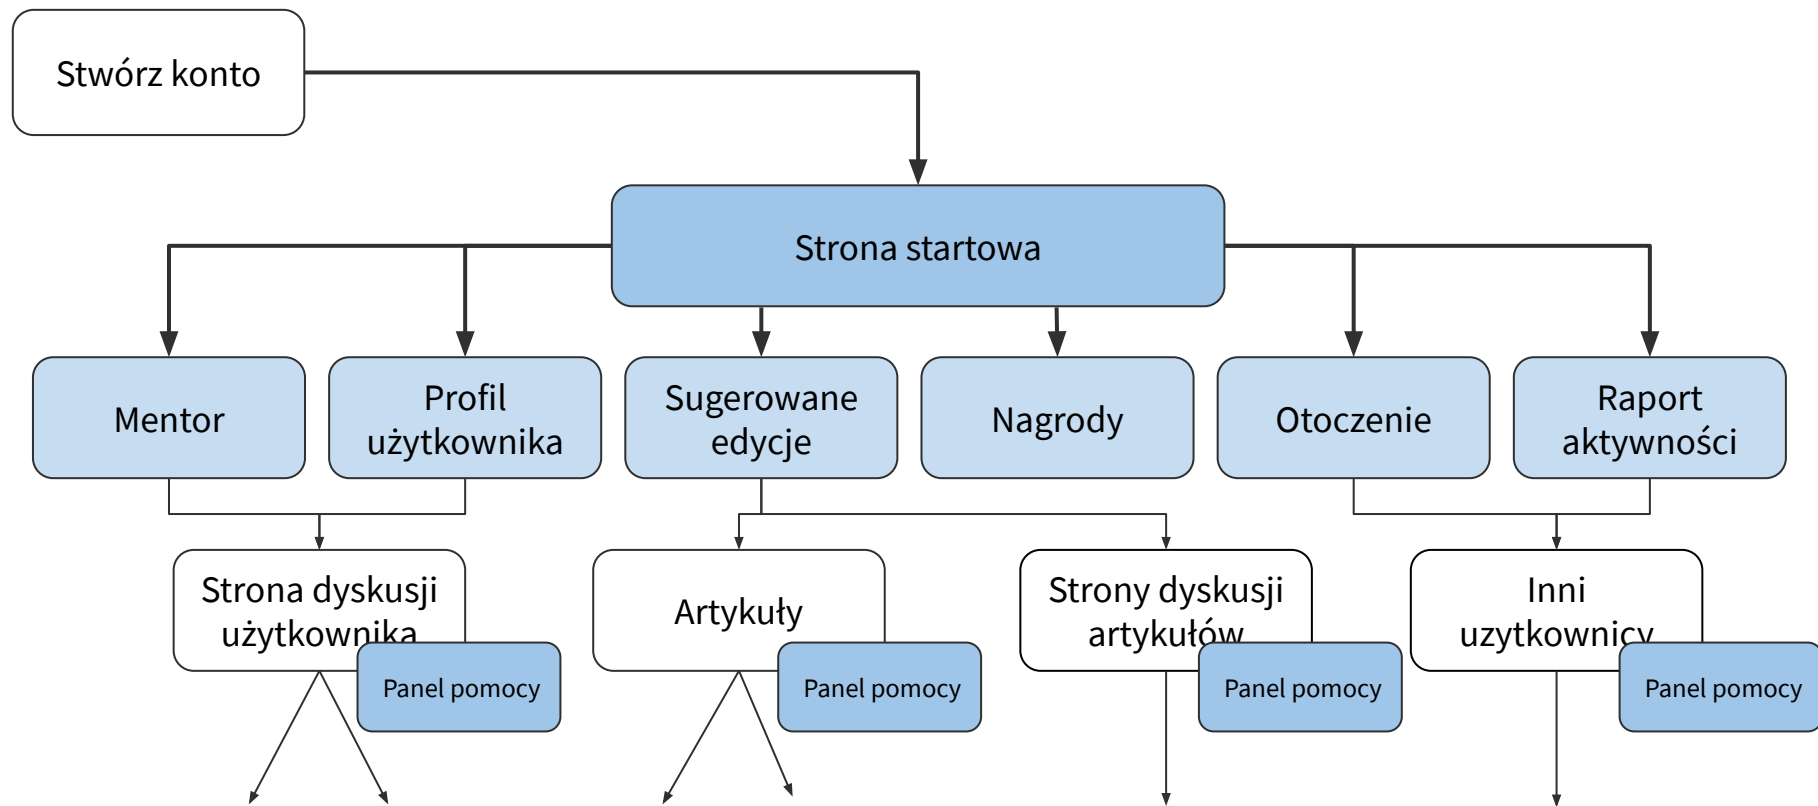 Stwórz konto
Strona startowa
Mentor
Profil
użytkownika
Sugerowane
edycje
Nagrody
Otoczenie
Raport
aktywności
Strona dyskusji
użytkownika
Panel pomocy
Artykuły
Panel pomocy
Strony dyskusji
artykułów
Panel pomocy
Inni
uzytkownicy
Panel pomocy